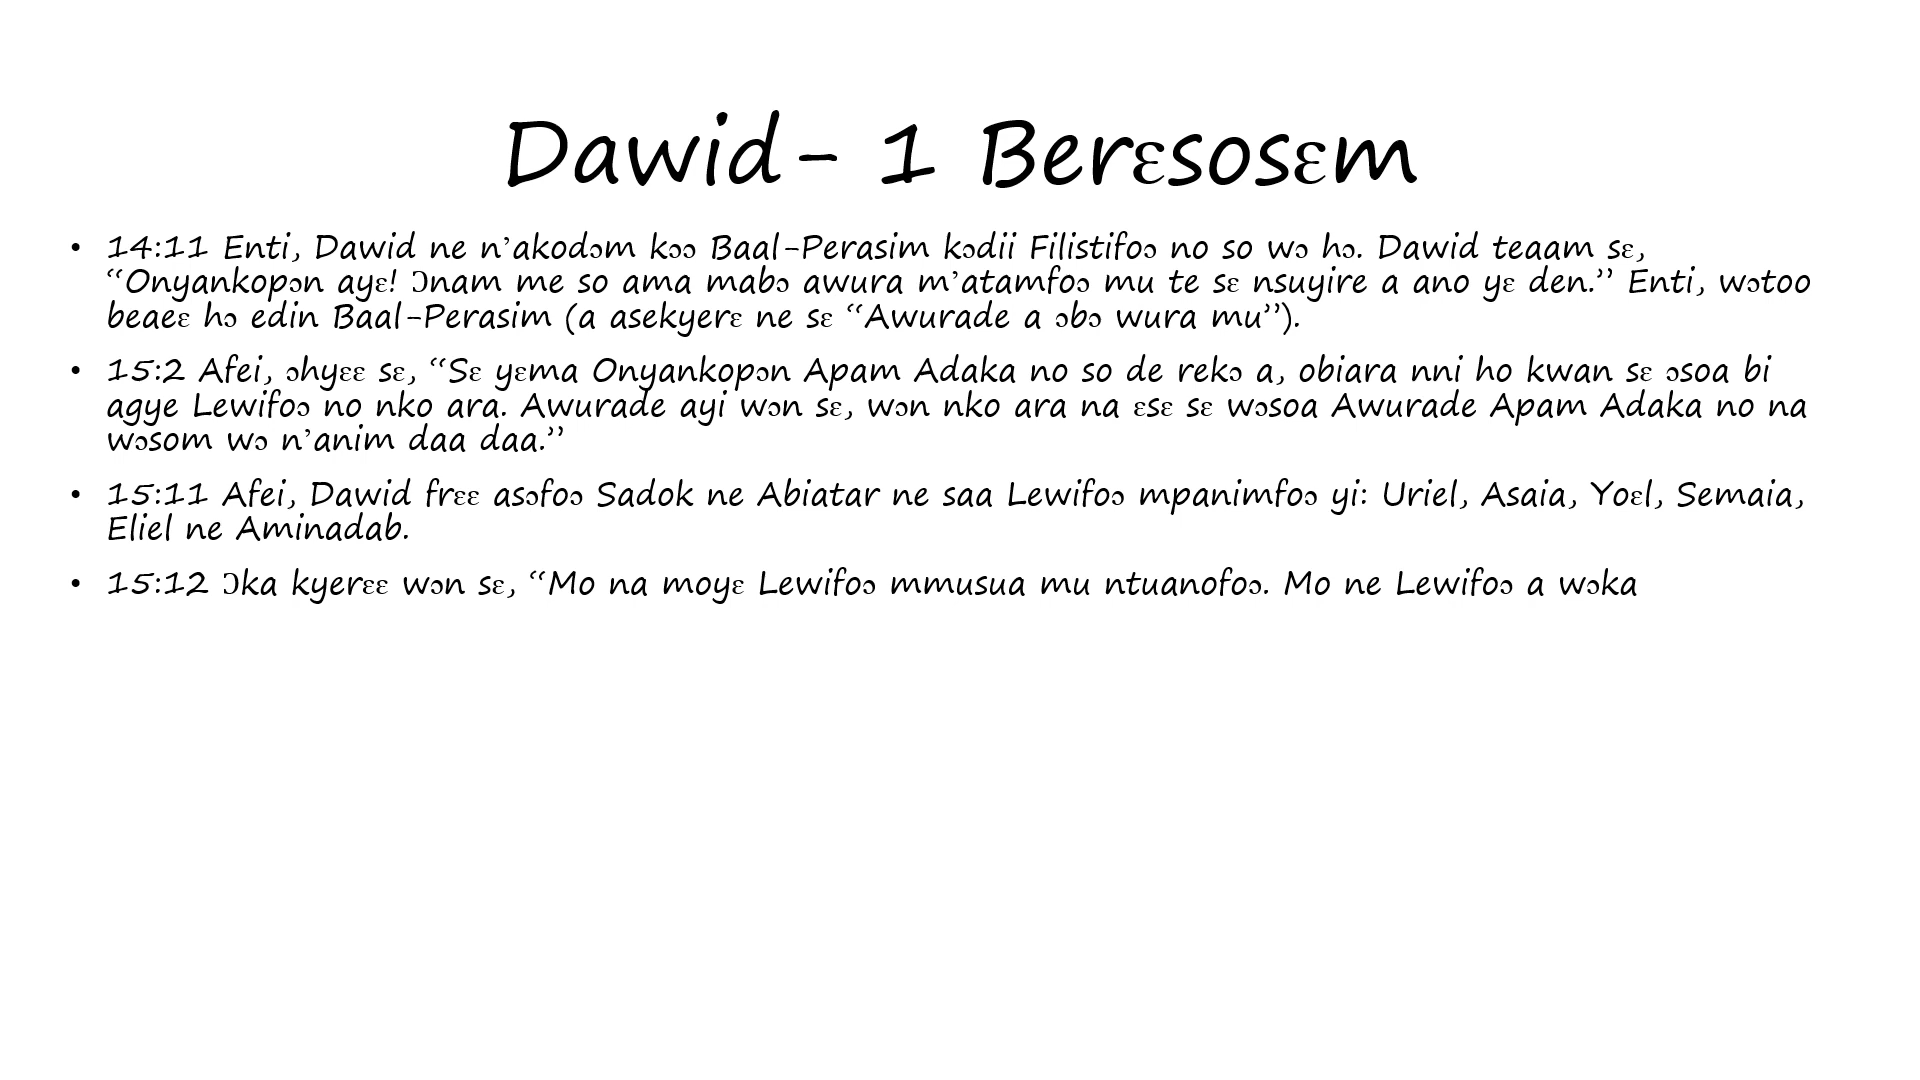 Dawid- 1 Berɛsosɛm
• 14:11 Enti, Dawid ne n’akodɔm kɔɔ Baal-Perasim kɔdii Filistifoɔ no so wɔ hɔ. Dawid teaam sɛ,
“Onyankopɔn ayɛ! Ɔnam me so ama mabɔ awura m’atamfoɔ mu te sɛ nsuyire a ano yɛ den.” Enti, wɔtoo
beaeɛ hɔ edin Baal-Perasim (a asekyerɛ ne sɛ “Awurade a ɔbɔ wura mu”).
• 15:2 Afei, ɔhyɛɛ sɛ, “Sɛ yɛma Onyankopɔn Apam Adaka no so de rekɔ a, obiara nni ho kwan sɛ ɔsoa bi
agye Lewifoɔ no nko ara. Awurade ayi wɔn sɛ, wɔn nko ara na ɛsɛ sɛ wɔsoa Awurade Apam Adaka no na
wɔsom wɔ n’anim daa daa.”
• 15:11 Afei, Dawid frɛɛ asɔfoɔ Sadok ne Abiatar ne saa Lewifoɔ mpanimfoɔ yi: Uriel, Asaia, Yoɛl, Semaia,
Eliel ne Aminadab.
• 15:12 Ɔka kyerɛɛ wɔn sɛ, “Mo na moyɛ Lewifoɔ mmusua mu ntuanofoɔ. Mo ne Lewifoɔ a wɔka